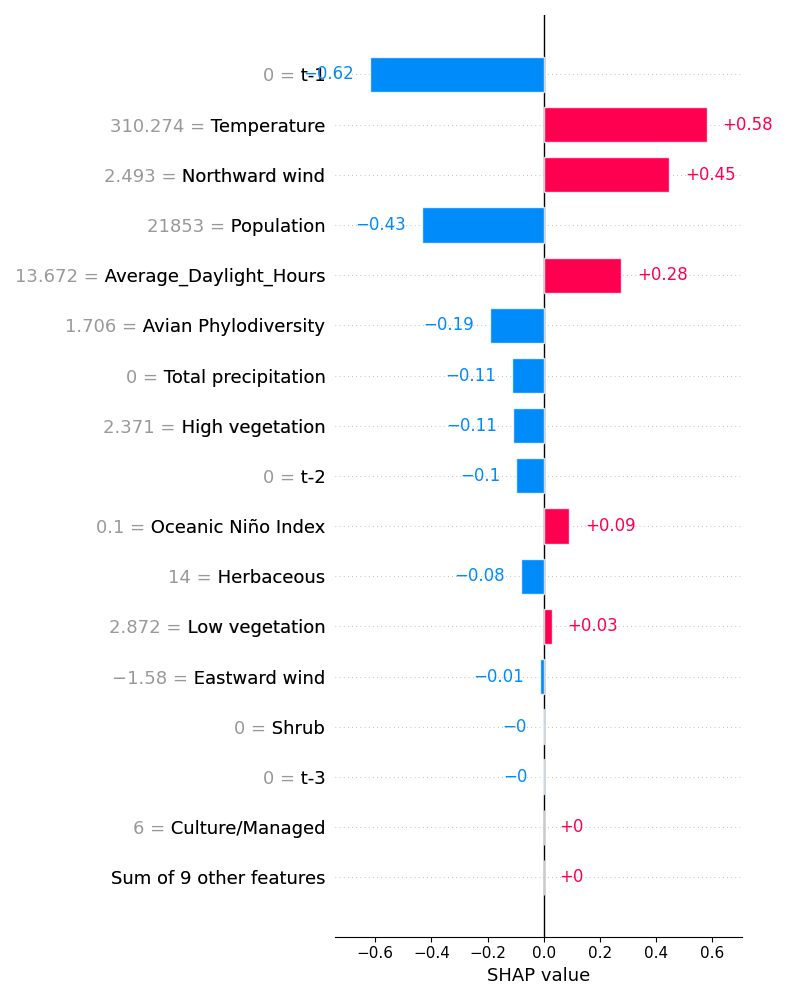 0 = t-1 −0.62
310.274 = Temperature +0.58
2.493 = Northward wind +0.45
21853 = Population −0.43
13.672 = Average_Daylight_Hours +0.28
1.706 = Avian Phylodiversity −0.19
0 = Total precipitation −0.11
2.371 = High vegetation −0.11
0 = t-2 −0.1
0.1 = Oceanic Niño Index +0.09
14 = Herbaceous −0.08
2.872 = Low vegetation +0.03
−1.58 = Eastward wind −0.01
0 = Shrub −0
0 = t-3 −0
6 = Culture/Managed +0
Sum of 9 other features +0
−0.6 −0.4 −0.2 0.0 0.2 0.4 0.6
SHAP value